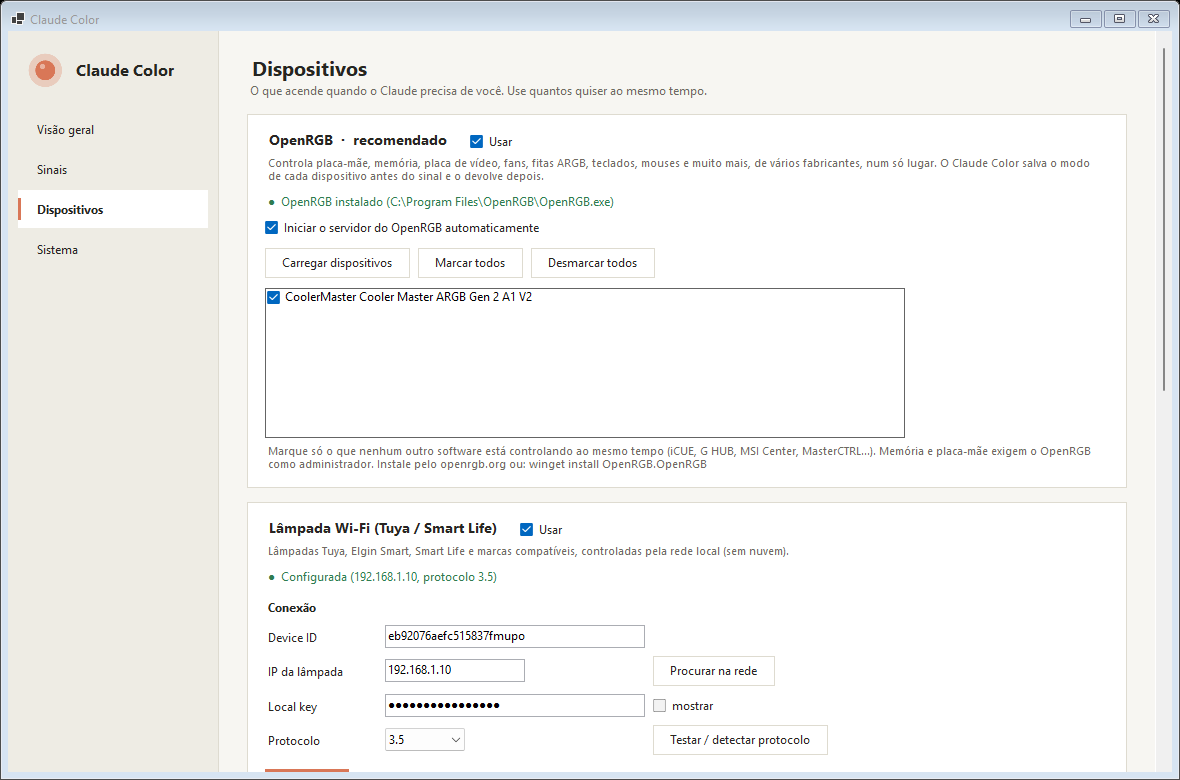 Claude Color
Claude Color
Visão geral
Sinais
Dispositivos
Sistema
Dispositivos
O que acende quando o Claude precisa de você. Use quantos quiser ao mesmo tempo.
OpenRGB · recomendado
Usar
Controla placa-mãe, memória, placa de vídeo, fans, fitas ARGB, teclados, mouses e muito mais, de vários fabricantes, num só lugar. O Claude Color salva o modo
de cada dispositivo antes do sinal e o devolve depois.
● OpenRGB instalado (C:\Program Files\OpenRGB\OpenRGB.exe)
Iniciar o servidor do OpenRGB automaticamente
Carregar dispositivos
Marcar todos
Desmarcar todos
CoolerMaster Cooler Master ARGB Gen 2 A1 V2
Marque só o que nenhum outro software está controlando ao mesmo tempo (iCUE, G HUB, MSI Center, MasterCTRL...). Memória e placa-mãe exigem o OpenRGB
como administrador. Instale pelo openrgb.org ou: winget install OpenRGB.OpenRGB
Lâmpada Wi-Fi (Tuya / Smart Life)
Usar
Lâmpadas Tuya, Elgin Smart, Smart Life e marcas compatíveis, controladas pela rede local (sem nuvem).
● Configurada (192.168.1.10, protocolo 3.5)
Conexão
Device ID
eb92076aefc515837fmupo
IP da lâmpada
192.168.1.10
Procurar na rede
Local key
●●●●●●●●●●●●●●●●
mostrar
Protocolo
3.5
Testar / detectar protocolo